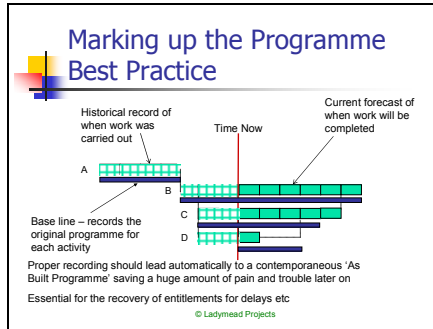 Marking up the Programme
Best Practice
Historical record of
when work was
carried out
Current forecast of
when work will be
completed
Time Now
A
B
Base line – records the
original programme for
each activity
C
D
Proper recording should lead automatically to a contemporaneous ‘As
Built Programme’ saving a huge amount of pain and trouble later on
Essential for the recovery of entitlements for delays etc
© Ladymead Projects